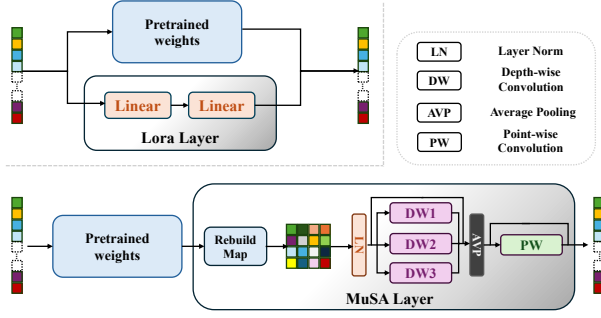 Pretrained
weights
Linear
Linear
Lora Layer
LN
Layer Norm
DW
Depth-wise
Convolution
AVP
Average Pooling
PW
Point-wise
Convolution
Pretrained
weights
Rebuild
Map
LN
DW1
DW2
DW3
AVP
PW
MuSA Layer